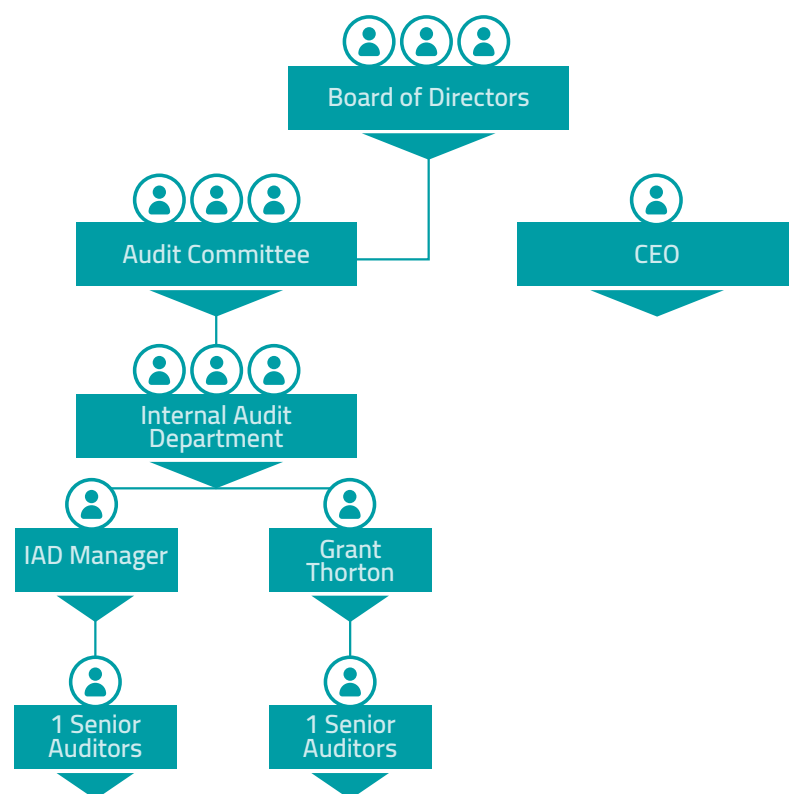 Board of Directors
Audit Committee
CEO
Internal Audit
Department
IAD Manager
Grant
Thorton
1 Senior
Auditors
1 Senior
Auditors